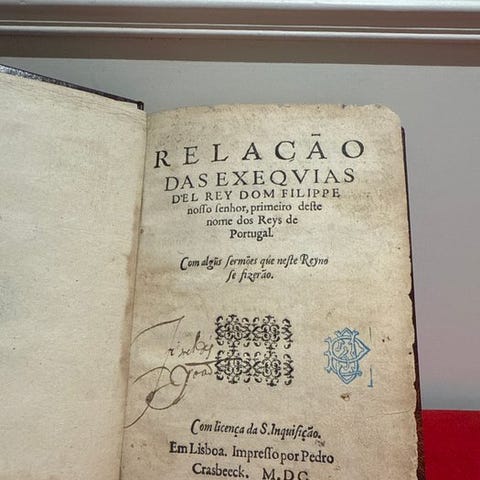 RELAÇÃO
DAS EXEQVIAS
D'EL REY DOM FILIPPE
noſſo ſenhor, primeiro deſte
nome dos Reys de
Portugal.
Com algũs ſermões que neſte Reyno
ſe fizerão.
Com licença da S. Inquiſição.
Em Lisboa. Impreſſo por Pedro
Crasbeeck. M.DC